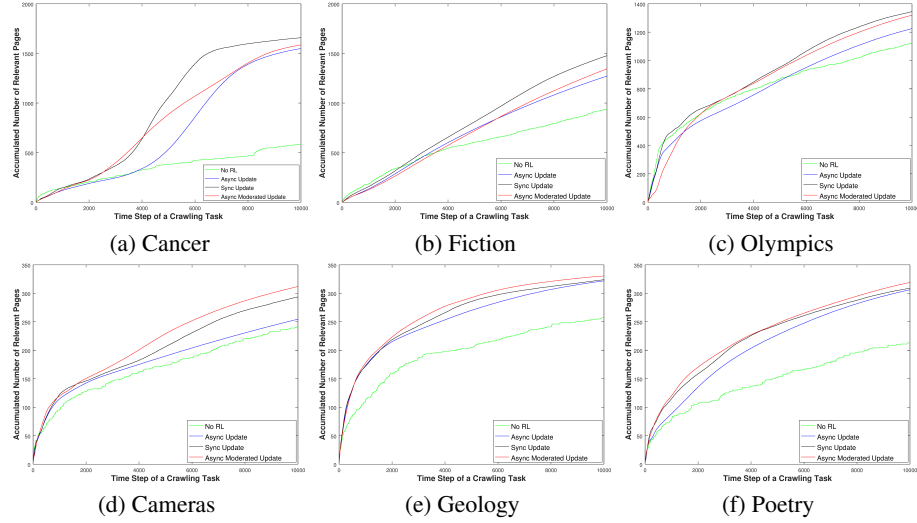 2000
1500
1000
500
0
0 2000 4000 6000 8000 10000
Accumulated Number of Relevant Pages
Time Step of a Crawling Task
No RL
Async Update
Sync Update
Async Moderated Update
(a) Cancer
2000
1500
1000
500
0
0 2000 4000 6000 8000 10000
Accumulated Number of Relevant Pages
Time Step of a Crawling Task
No RL
Async Update
Sync Update
Async Moderated Update
(b) Fiction
1400
1200
1000
800
600
400
200
0
0 2000 4000 6000 8000 10000
Accumulated Number of Relevant Pages
Time Step of a Crawling Task
No RL
Async Update
Sync Update
Async Moderated Update
(c) Olympics
350
300
250
200
150
100
50
0
0 2000 4000 6000 8000 10000
Accumulated Number of Relevant Pages
Time Step of a Crawling Task
No RL
Async Update
Sync Update
Async Moderated Update
(d) Cameras
350
300
250
200
150
100
50
0
0 2000 4000 6000 8000 10000
Accumulated Number of Relevant Pages
Time Step of a Crawling Task
No RL
Async Update
Sync Update
Async Moderated Update
(e) Geology
350
300
250
200
150
100
50
0
0 2000 4000 6000 8000 10000
Accumulated Number of Relevant Pages
Time Step of a Crawling Task
No RL
Async Update
Sync Update
Async Moderated Update
(f) Poetry